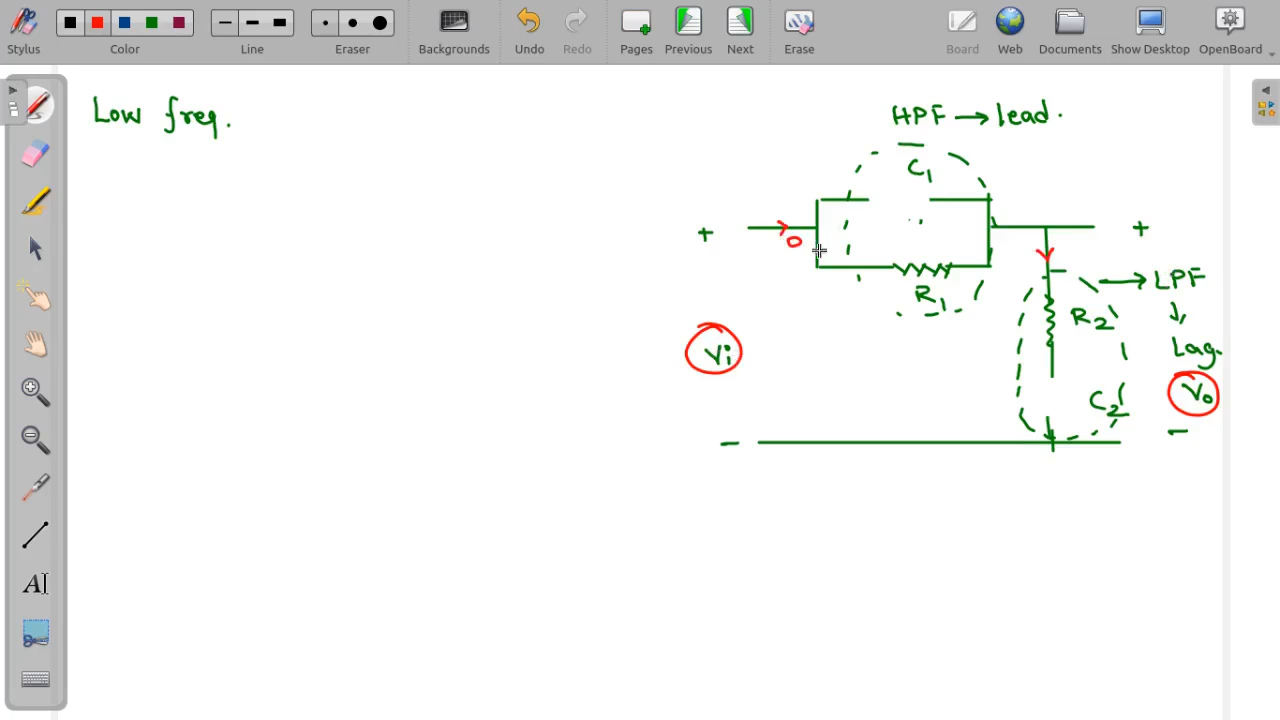 Stylus
Color
Line
Eraser
Backgrounds
Undo
Redo
Pages
Previous
Next
Erase
Board
Web
Documents
Show Desktop
OpenBoard
Low freq.
HPF → lead.
C1
+
0
+
R1
→ LPF
R2
↓
Lag.
Vi
C2
Vo
-
-